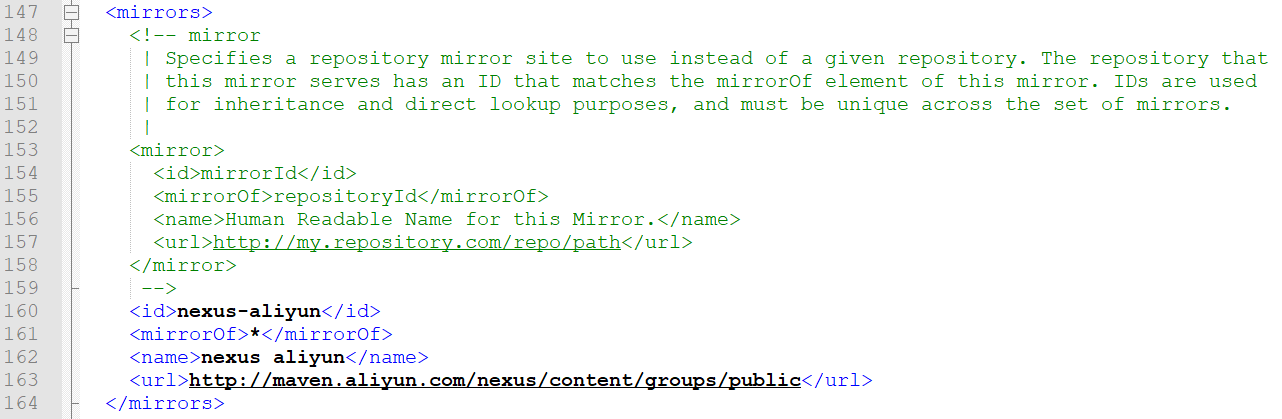 147 <mirrors>
148 <!-- mirror
149 | Specifies a repository mirror site to use instead of a given repository. The repository that
150 | this mirror serves has an ID that matches the mirrorOf element of this mirror. IDs are used
151 | for inheritance and direct lookup purposes, and must be unique across the set of mirrors.
152 |
153 <mirror>
154 <id>mirrorId</id>
155 <mirrorOf>repositoryId</mirrorOf>
156 <name>Human Readable Name for this Mirror.</name>
157 <url>http://my.repository.com/repo/path</url>
158 </mirror>
159 -->
160 <id>nexus-aliyun</id>
161 <mirrorOf>*</mirrorOf>
162 <name>nexus aliyun</name>
163 <url>http://maven.aliyun.com/nexus/content/groups/public</url>
164 </mirrors>